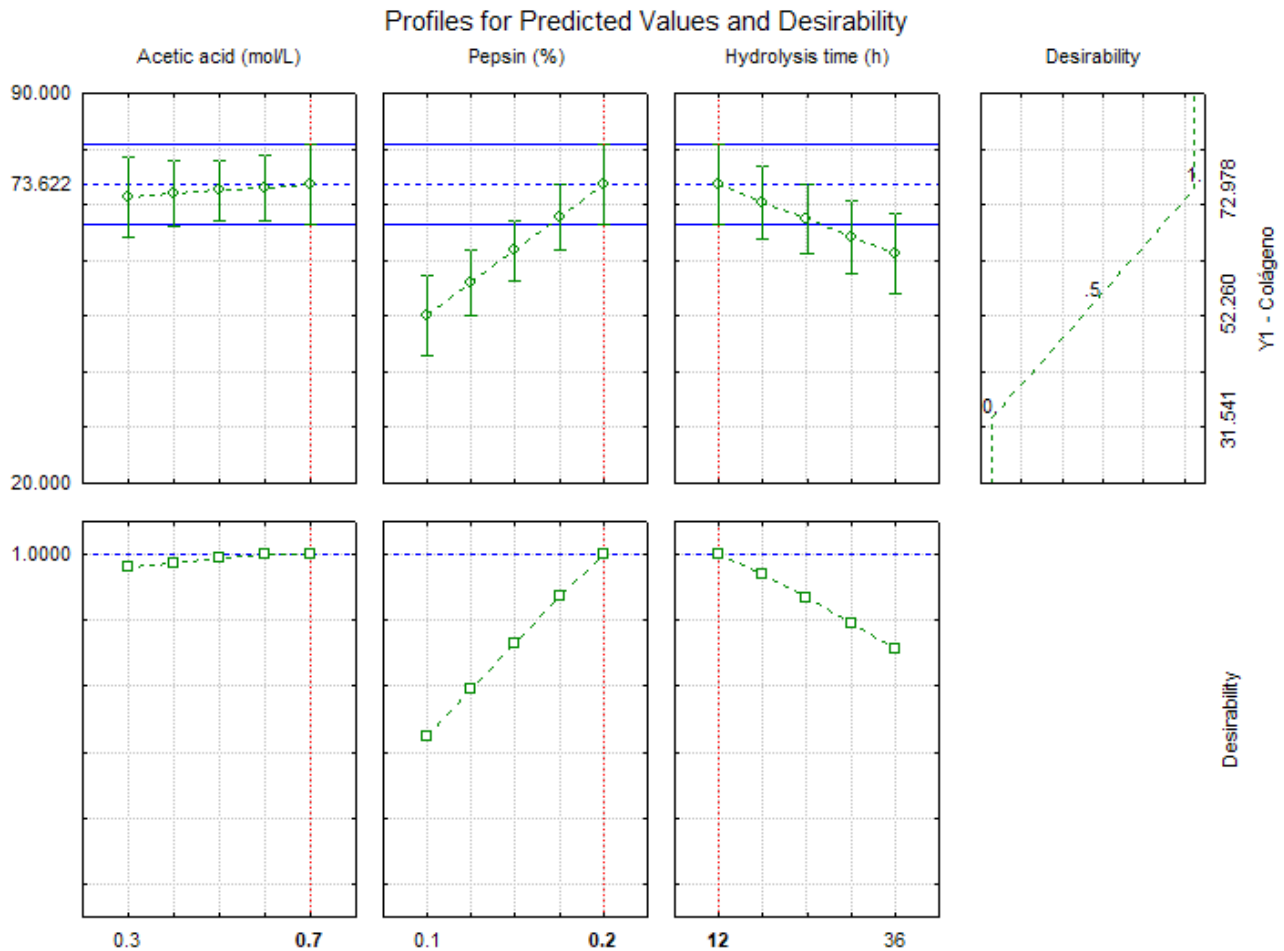 Profiles for Predicted Values and Desirability
Acetic acid (mol/L)
Pepsin (%)
Hydrolysis time (h)
Desirability
90.000
73.622
20.000
1.
.5
0.
72.978
52.260
31.541
Y1 - Colágeno
1.0000
Desirability
0.3
0.7
0.1
0.2
12
36